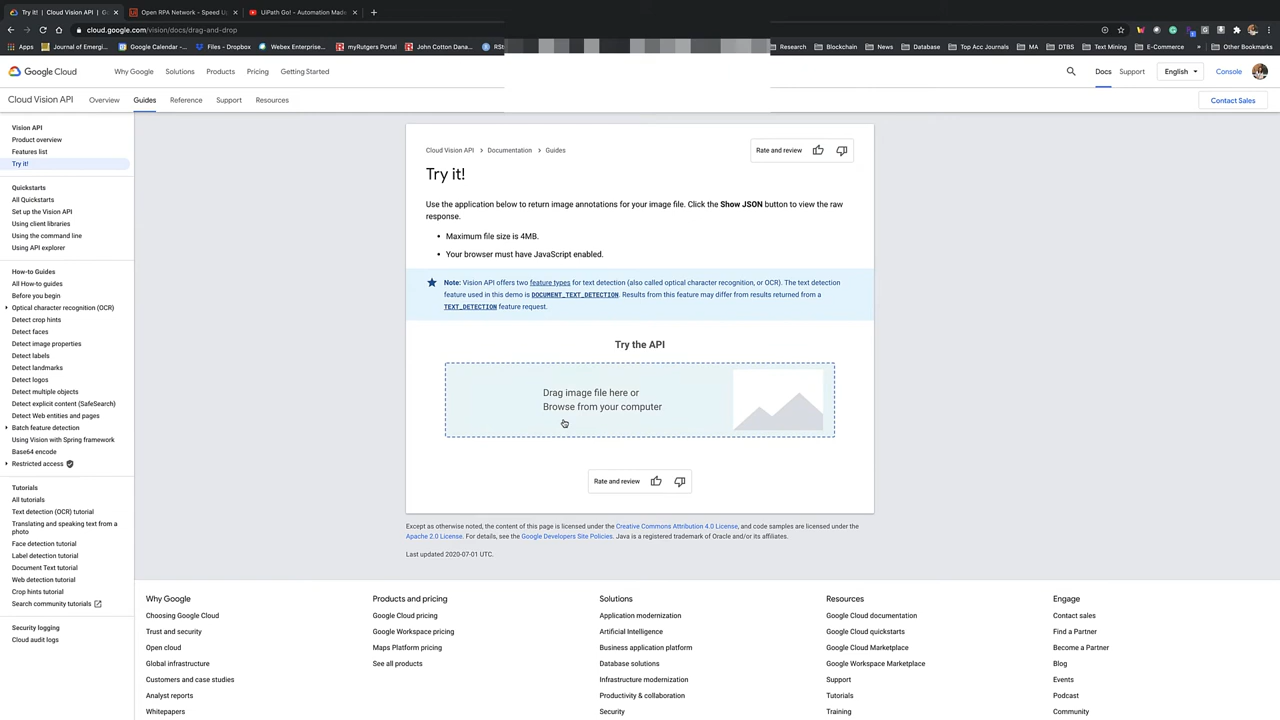 Try it! | Cloud Vision API | G
Open RPA Network - Speed U
UiPath Go! - Automation Made
cloud.google.com/vision/docs/drag-and-drop
Apps
Journal of Emergi...
Google Calendar -...
Files - Dropbox
Webex Enterprise...
myRutgers Portal
John Cotton Dana...
Research
Blockchain
News
Database
Top Acc Journals
MA
DTBS
Text Mining
E-Commerce
»
Other Bookmarks
Google Cloud
Why Google
Solutions
Products
Pricing
Getting Started
Docs
Support
English
Console
Cloud Vision API
Overview
Guides
Reference
Support
Resources
Contact Sales
Vision API
Product overview
Features list
Try it!
Quickstarts
All Quickstarts
Set up the Vision API
Using client libraries
Using the command line
Using API explorer
How-to Guides
All How-to guides
Before you begin
Optical character recognition (OCR)
Detect crop hints
Detect faces
Detect image properties
Detect labels
Detect landmarks
Detect logos
Detect multiple objects
Detect explicit content (SafeSearch)
Detect Web entities and pages
Batch feature detection
Using Vision with Spring framework
Base64 encode
Restricted access
Tutorials
All tutorials
Text detection (OCR) tutorial
Translating and speaking text from a
photo
Face detection tutorial
Label detection tutorial
Document Text tutorial
Web detection tutorial
Crop hints tutorial
Search community tutorials
Security logging
Cloud audit logs
Cloud Vision API > Documentation > Guides
Rate and review
Try it!
Use the application below to return image annotations for your image file. Click the Show JSON button to view the raw
response.
• Maximum file size is 4MB.
• Your browser must have JavaScript enabled.
Note: Vision API offers two feature types for text detection (also called optical character recognition, or OCR). The text detection
feature used in this demo is DOCUMENT_TEXT_DETECTION. Results from this feature may differ from results returned from a
TEXT_DETECTION feature request.
Try the API
Drag image file here or
Browse from your computer
Rate and review
Except as otherwise noted, the content of this page is licensed under the Creative Commons Attribution 4.0 License, and code samples are licensed under the
Apache 2.0 License. For details, see the Google Developers Site Policies. Java is a registered trademark of Oracle and/or its affiliates.
Last updated 2020-07-01 UTC.
Why Google
Choosing Google Cloud
Trust and security
Open cloud
Global infrastructure
Customers and case studies
Analyst reports
Whitepapers
Products and pricing
Google Cloud pricing
Google Workspace pricing
Maps Platform pricing
See all products
Solutions
Application modernization
Artificial Intelligence
Business application platform
Database solutions
Infrastructure modernization
Productivity & collaboration
Security
Resources
Google Cloud documentation
Google Cloud quickstarts
Google Cloud Marketplace
Google Workspace Marketplace
Support
Tutorials
Training
Engage
Contact sales
Find a Partner
Become a Partner
Blog
Events
Podcast
Community